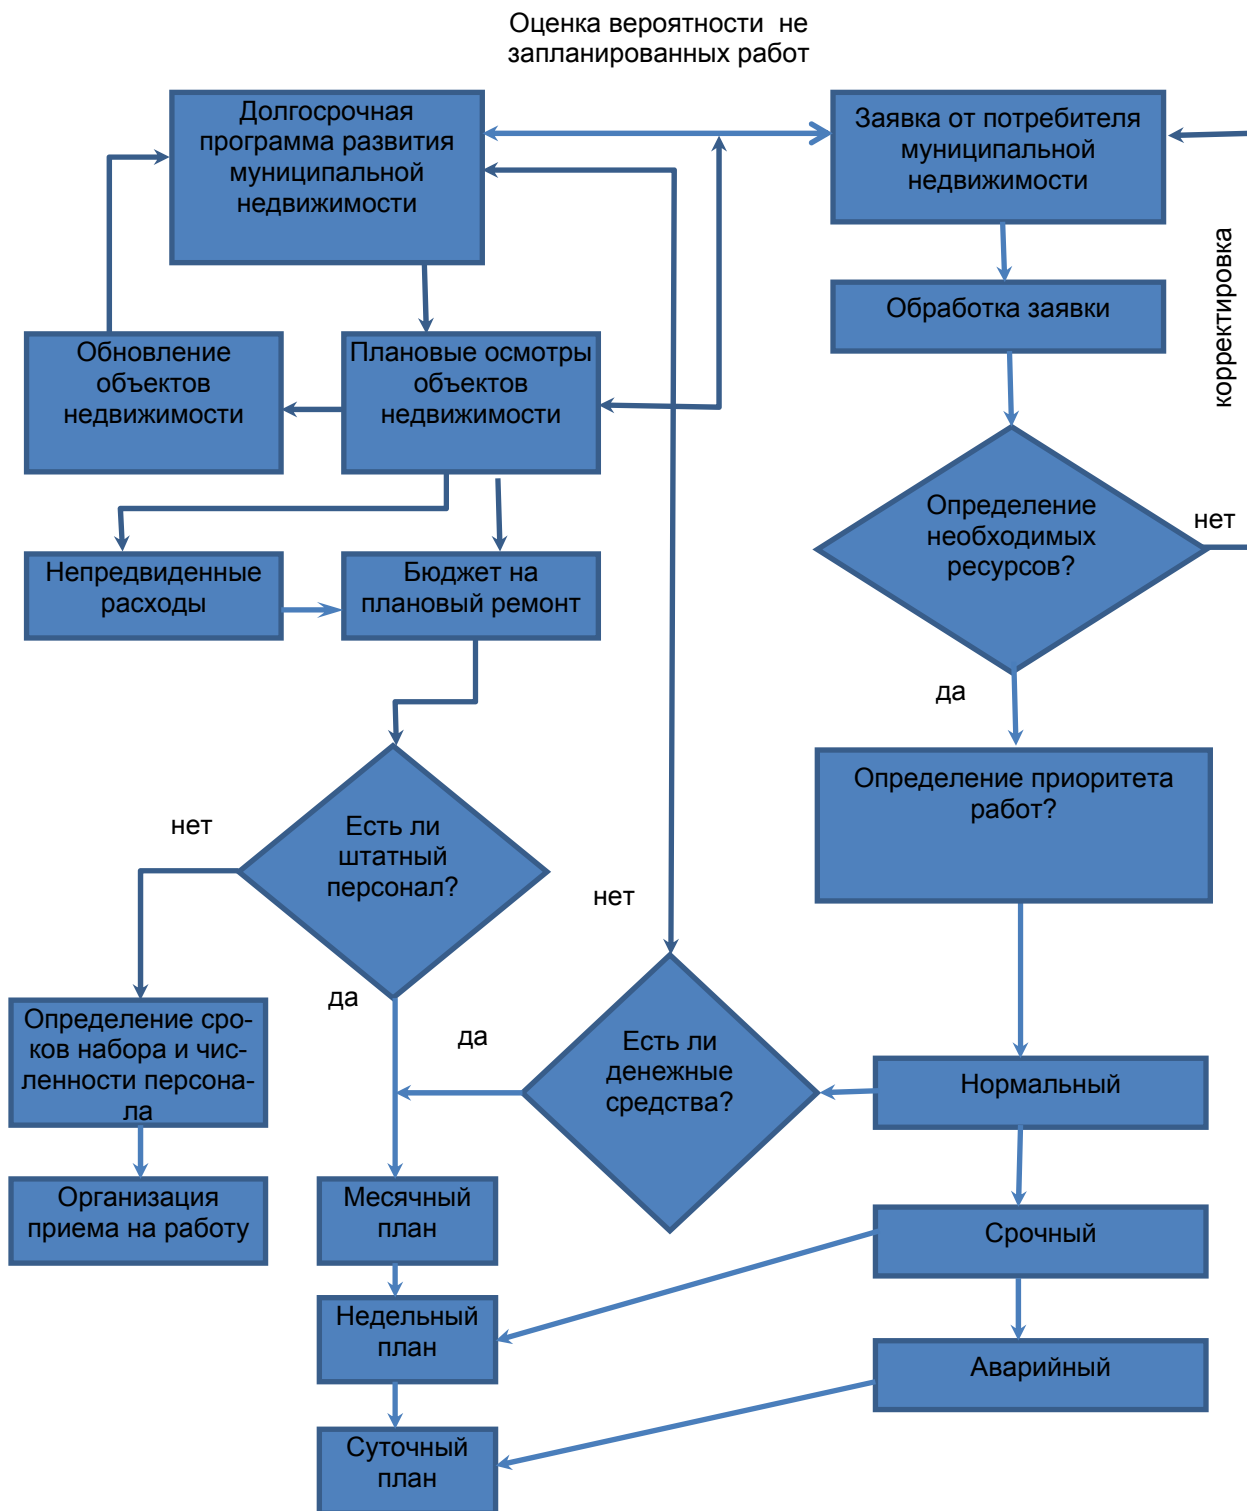 Оценка вероятности  не
запланированных работ
Долгосрочная
программа развития
муниципальной
недвижимости
Заявка от потребителя
муниципальной
недвижимости
корректировка
Обработка заявки
Обновление
объектов
недвижимости
Плановые осмотры
объектов
недвижимости
Определение
необходимых
ресурсов?
нет
Непредвиденные
расходы
Бюджет на
плановый ремонт
да
Определение приоритета
работ?
нет
Есть ли
штатный
персонал?
нет
да
да
Определение сро-
ков набора и чис-
ленности персона-
ла
Есть ли
денежные
средства?
Нормальный
Организация
приема на работу
Месячный
план
Срочный
Недельный
план
Аварийный
Суточный
план